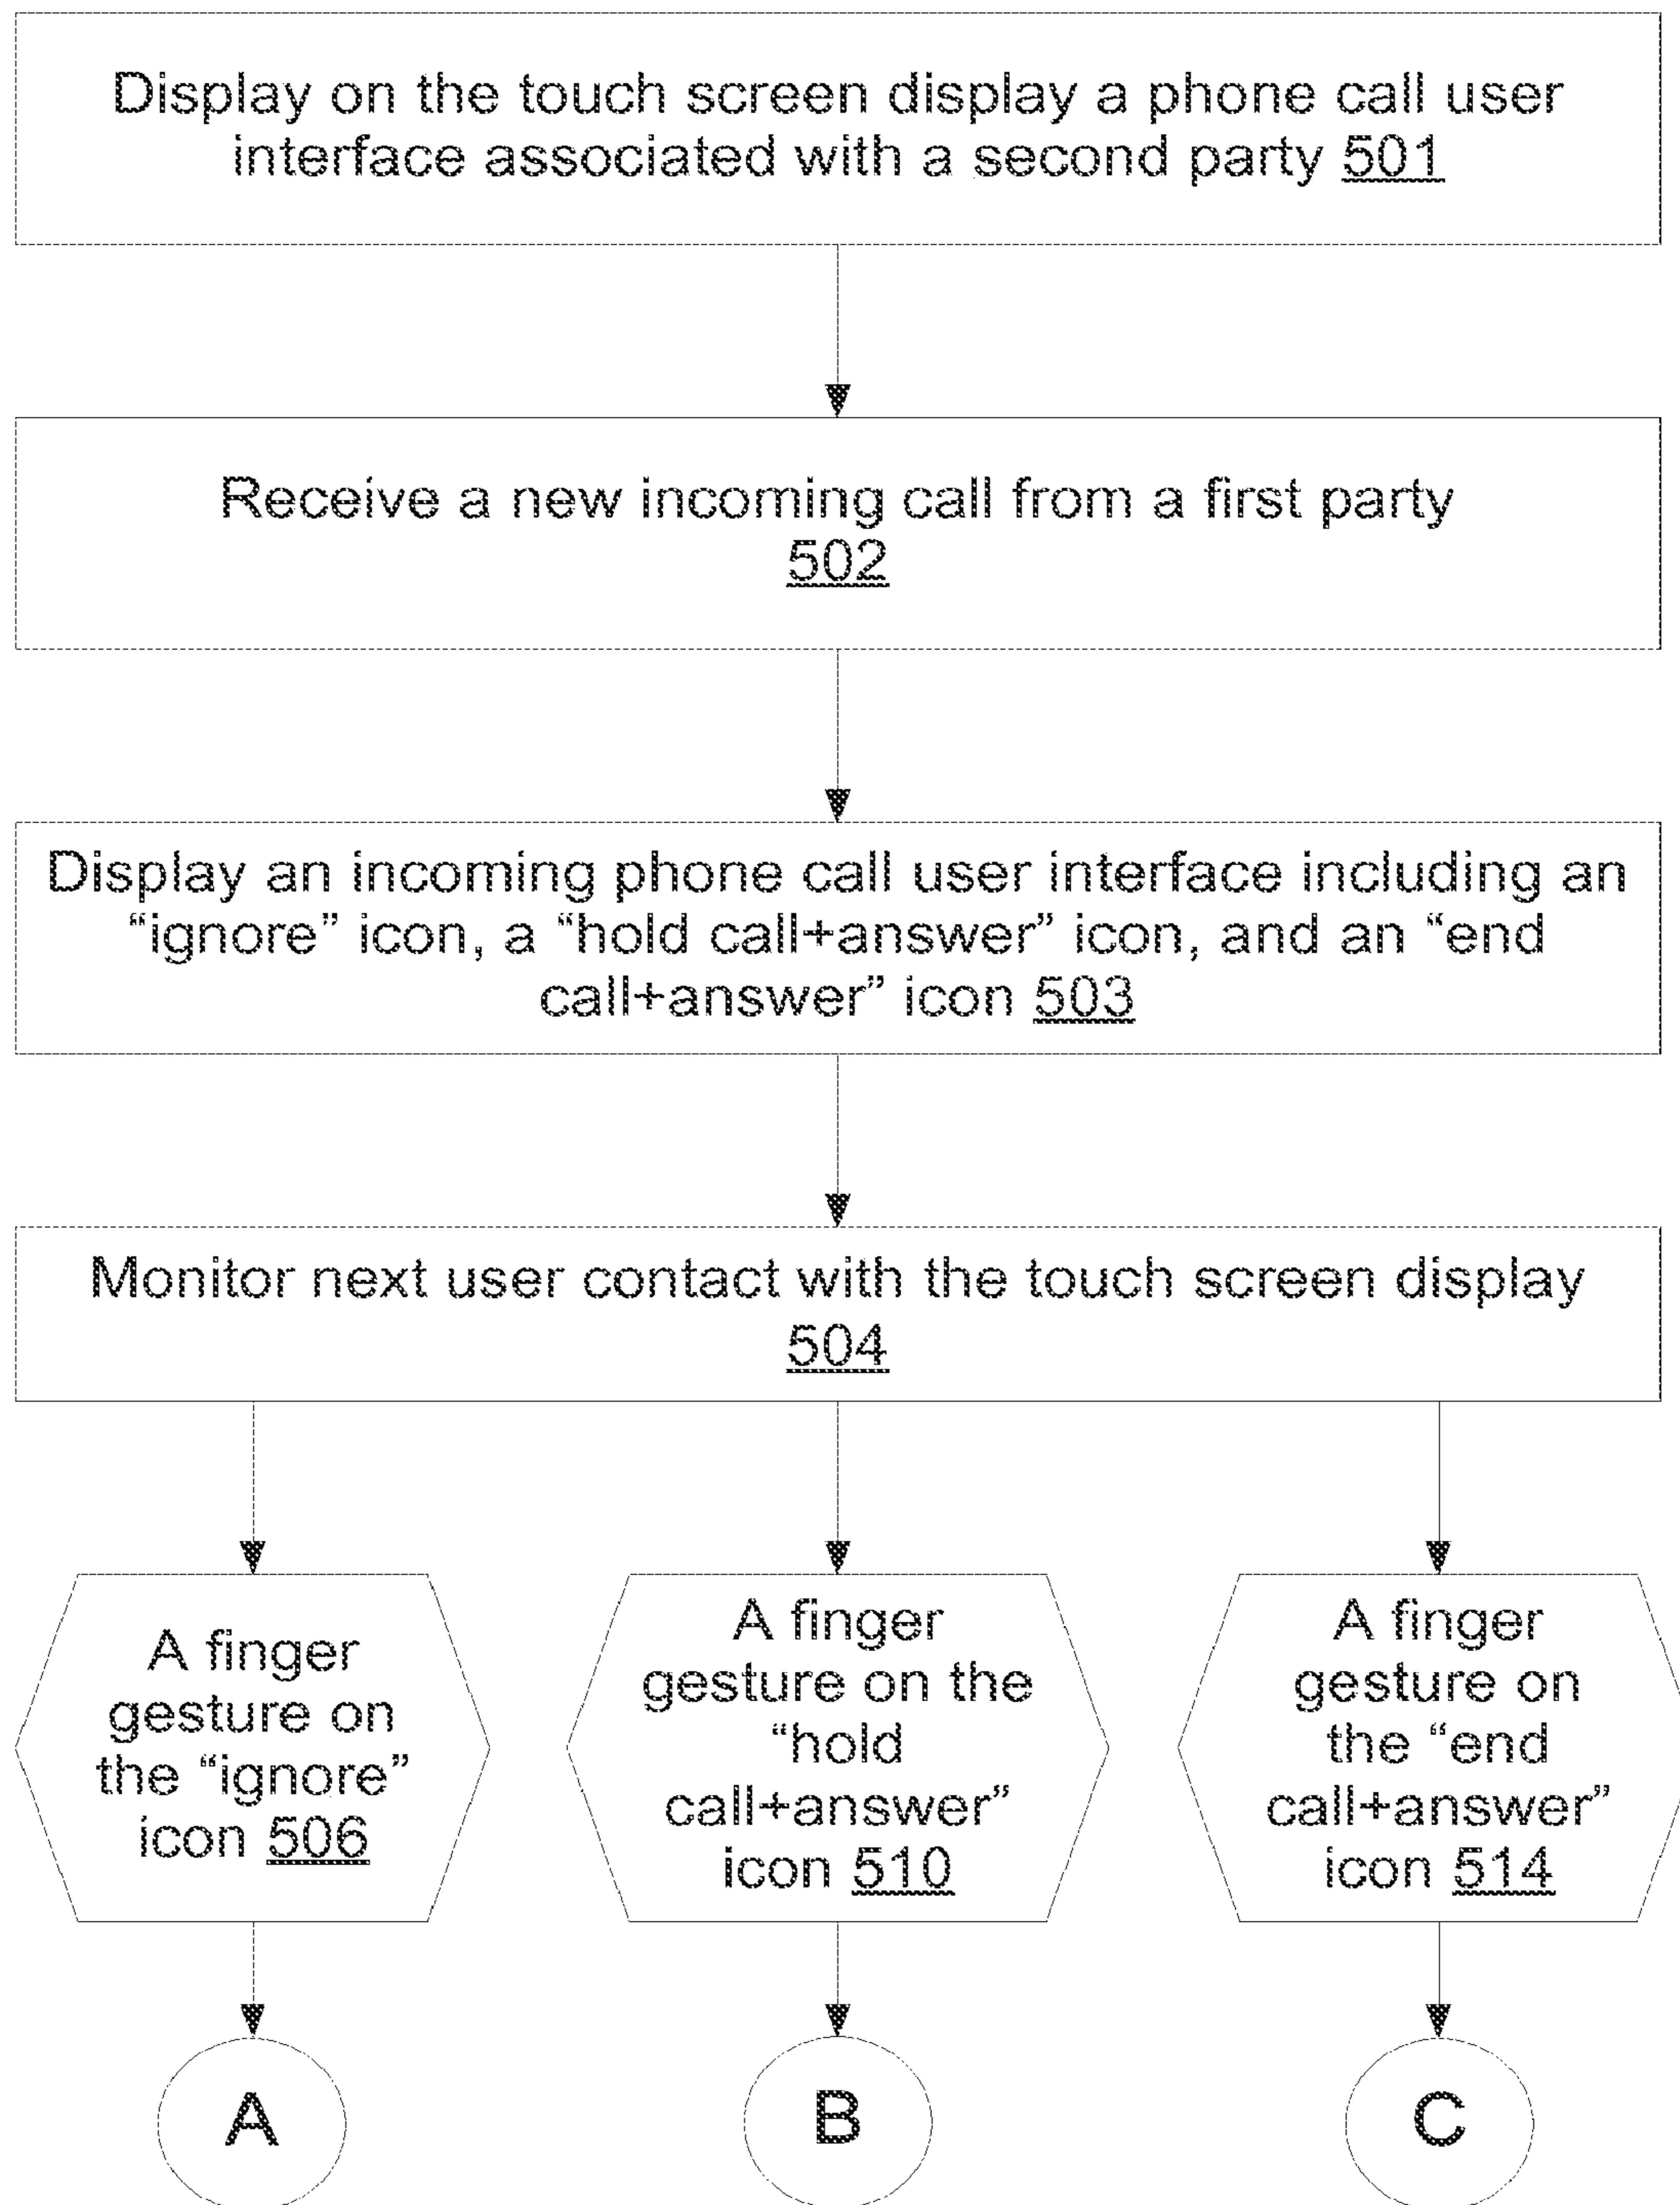 Display on the touch screen display a phone call user
interface associated with a second party 501
Receive a new incoming call from a first party
502
Display an incoming phone call user interface including an
“ignore” icon, a “hold call+answer” icon, and an “end
call+answer” icon 503
Monitor next user contact with the touch screen display
504
A finger
gesture on
the “ignore”
icon 506
A finger
gesture on the
“hold
call+answer”
icon 510
A finger
gesture on
the “end
call+answer”
icon 514
A
B
C